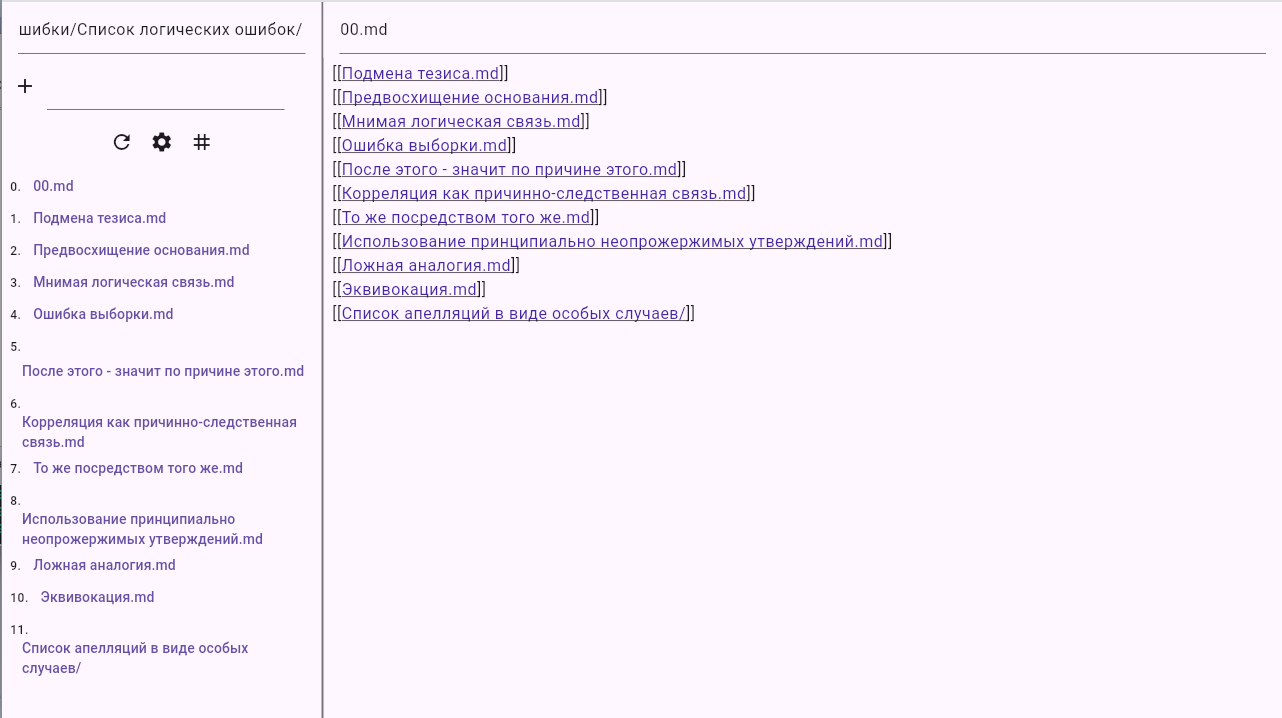 шибки/Список логических ошибок/
00.md
0. 00.md
1. Подмена тезиса.md
2. Предвосхищение основания.md
3. Мнимая логическая связь.md
4. Ошибка выборки.md
5.
После этого - значит по причине этого.md
6.
Корреляция как причинно-следственная
связь.md
7. То же посредством того же.md
8.
Использование принципиально
неопрожержимых утверждений.md
9. Ложная аналогия.md
10. Эквивокация.md
11.
Список апелляций в виде особых
случаев/
[[Подмена тезиса.md]]
[[Предвосхищение основания.md]]
[[Мнимая логическая связь.md]]
[[Ошибка выборки.md]]
[[После этого - значит по причине этого.md]]
[[Корреляция как причинно-следственная связь.md]]
[[То же посредством того же.md]]
[[Использование принципиально неопрожержимых утверждений.md]]
[[Ложная аналогия.md]]
[[Эквивокация.md]]
[[Список апелляций в виде особых случаев/]]